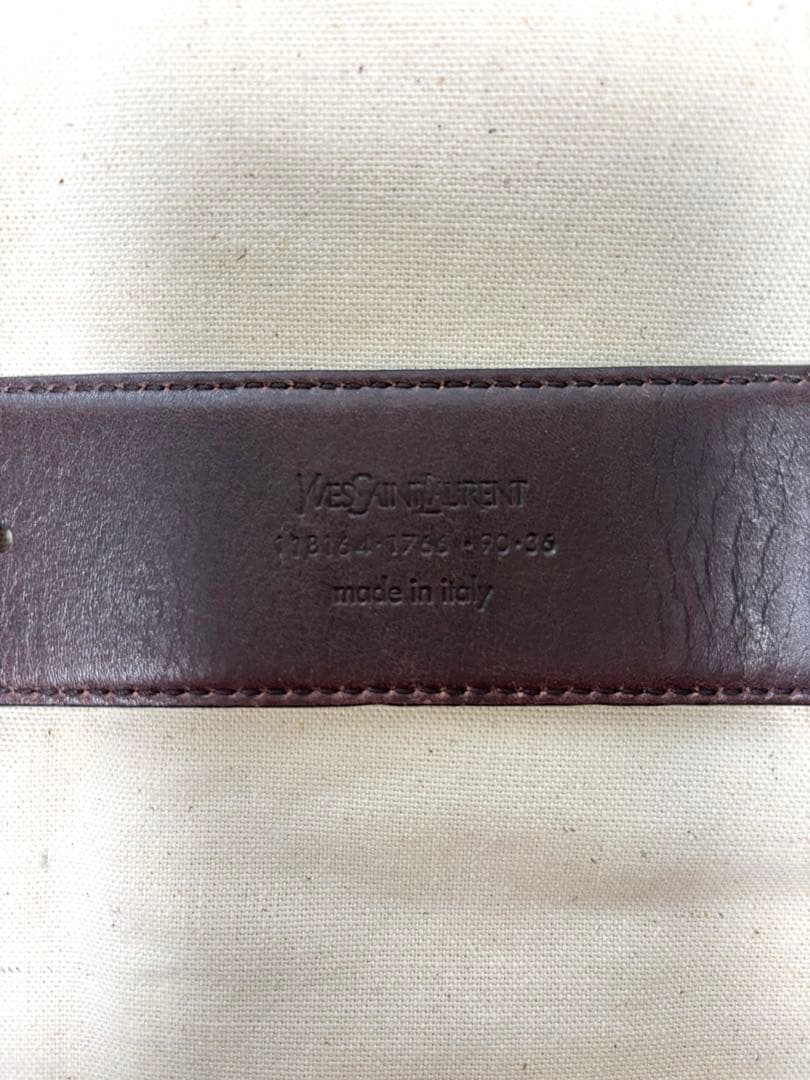 YVESSAINTLAURENT
118164·1766·90·36
made in italy